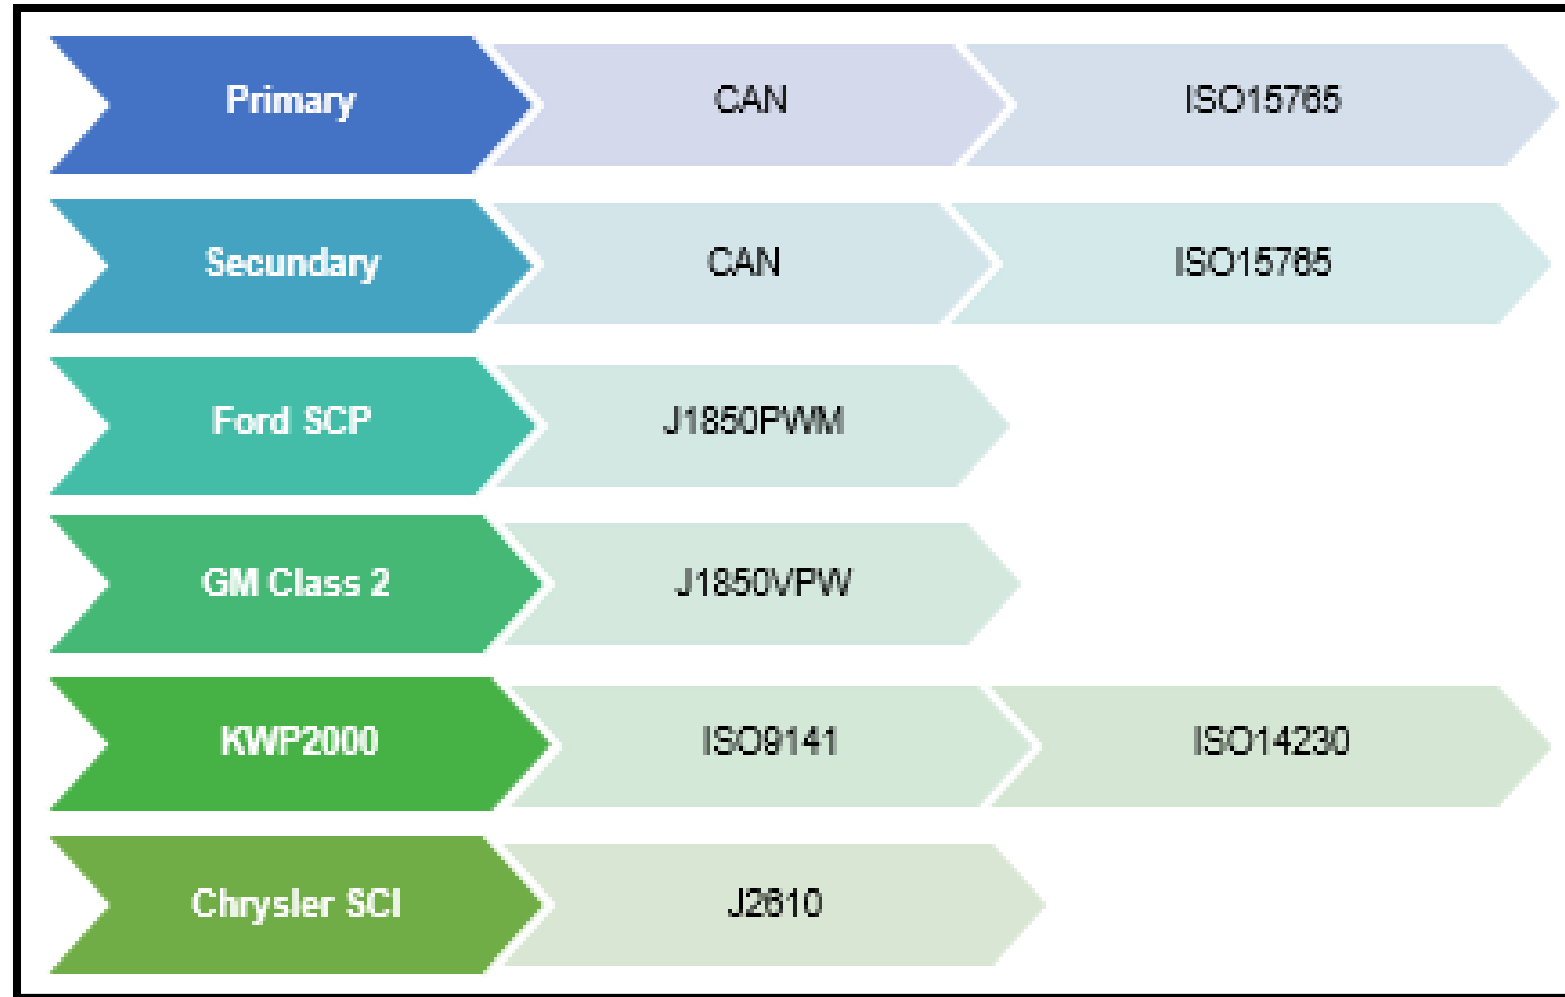 Primary CAN ISO15765
Secundary CAN ISO15765
Ford SCP J1850PWM
GM Class 2 J1850VPW
KWP2000 ISO9141 ISO14230
Chrysler SCI J2610